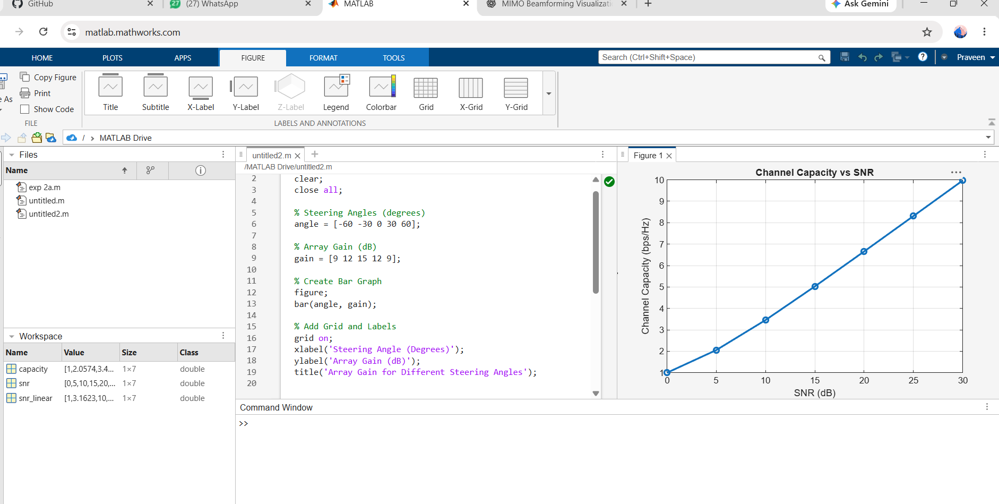 GitHub
27 (27) WhatsApp
MATLAB
MIMO Beamforming Visualizati
Ask Gemini
matlab.mathworks.com
HOME PLOTS APPS FIGURE FORMAT TOOLS
Search (Ctrl+Shift+Space)
? Praveen
Copy Figure
Print
e As
Show Code
FILE
Title Subtitle X-Label Y-Label Z-Label Legend Colorbar Grid X-Grid Y-Grid
LABELS AND ANNOTATIONS
/ › MATLAB Drive
Files
Name
exp 2a.m
untitled.m
untitled2.m
Workspace
Name Value Size Class
capacity [1,2.0574,3.4... 1×7 double
snr [0,5,10,15,20,... 1×7 double
snr_linear [1,3.1623,10,... 1×7 double
untitled2.m
/MATLAB Drive/untitled2.m
2 clear;
3 close all;
4
5 % Steering Angles (degrees)
6 angle = [-60 -30 0 30 60];
7
8 % Array Gain (dB)
9 gain = [9 12 15 12 9];
10
11 % Create Bar Graph
12 figure;
13 bar(angle, gain);
14
15 % Add Grid and Labels
16 grid on;
17 xlabel('Steering Angle (Degrees)');
18 ylabel('Array Gain (dB)');
19 title('Array Gain for Different Steering Angles');
20
Figure 1
Channel Capacity vs SNR
Channel Capacity (bps/Hz)
10
9
8
7
6
5
4
3
2
1
0 5 10 15 20 25 30
SNR (dB)
Command Window
>>